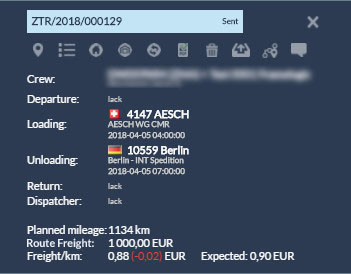 ZTR/2018/000129 Sent
Crew:
Departure: lack
Loading: 4147 AESCH
AESCH WG CMR
2018-04-05 04:00:00
Unloading: 10559 Berlin
Berlin - INT Spedition
2018-04-05 07:00:00
Return: lack
Dispatcher: lack
Planned mileage: 1134 km
Route Freight: 1 000,00 EUR
Freight/km: 0,88 (-0,02) EUR Expected: 0,90 EUR